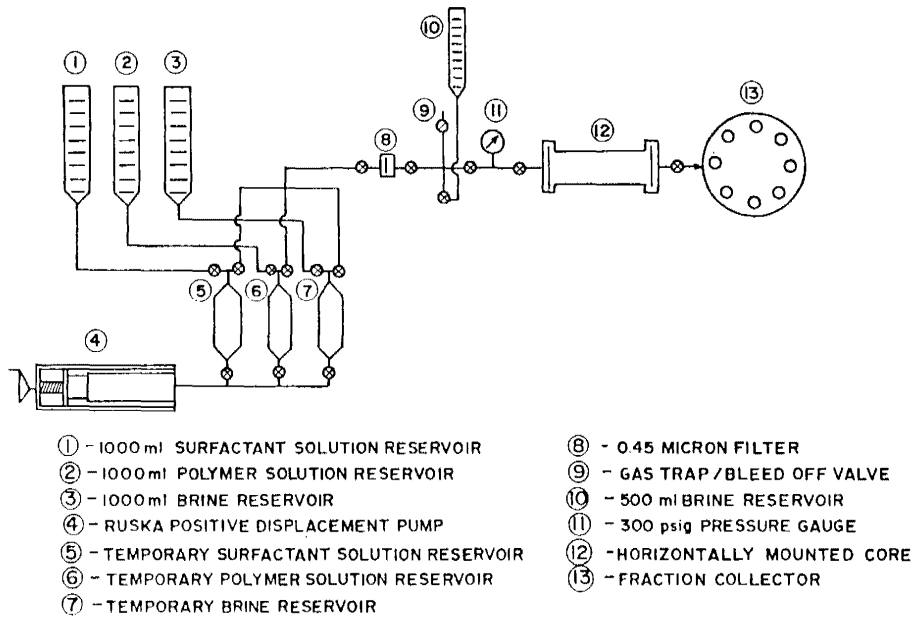 10
1
2
3
9
11
13
8
12
5
6
7
4
1 - 1000 ml SURFACTANT SOLUTION RESERVOIR
2 - 1000 ml POLYMER SOLUTION RESERVOIR
3 - 1000 ml BRINE RESERVOIR
4 - RUSKA POSITIVE DISPLACEMENT PUMP
5 - TEMPORARY SURFACTANT SOLUTION RESERVOIR
6 - TEMPORARY POLYMER SOLUTION RESERVOIR
7 - TEMPORARY BRINE RESERVOIR
8 - 0.45 MICRON FILTER
9 - GAS TRAP/BLEED OFF VALVE
10 - 500 ml BRINE RESERVOIR
11 - 300 psig PRESSURE GAUGE
12 - HORIZONTALLY MOUNTED CORE
13 - FRACTION COLLECTOR